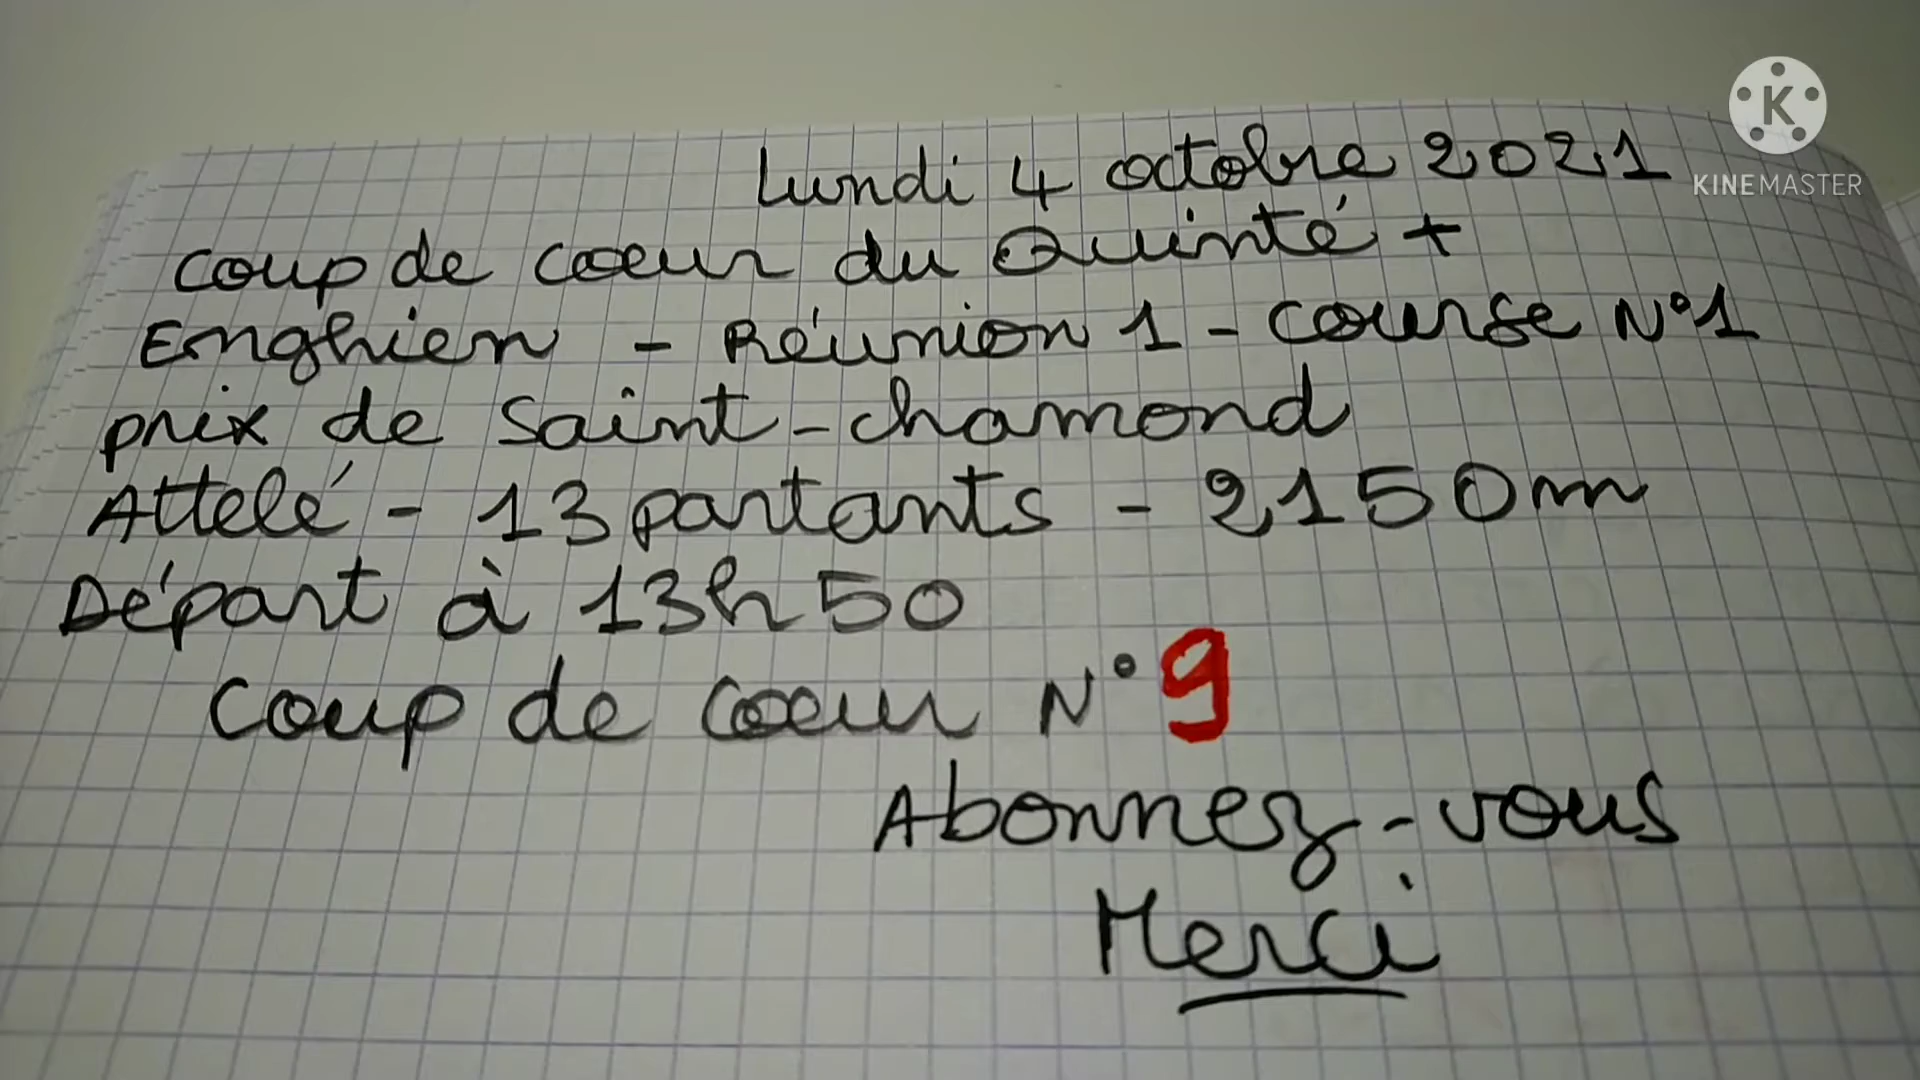 KINEMASTER
Lundi 4 octobre 2021
Coup de coeur du Quinté +
Enghien - Réunion 1 - course N°1
prix de Saint-chamond
Attelé - 13 partants - 2150m
Départ à 13h50
Coup de coeur N°9
Abonnez-vous
Merci